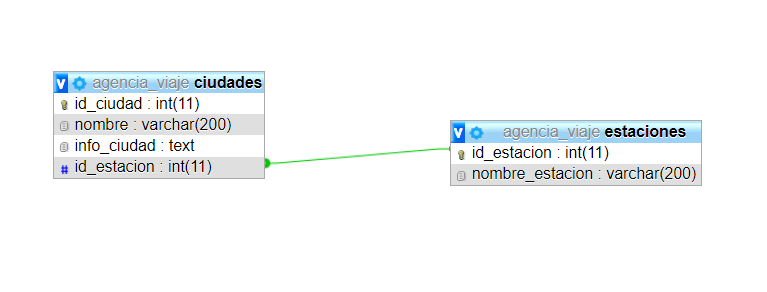 v agencia_viaje ciudades
id_ciudad : int(11)
nombre : varchar(200)
info_ciudad : text
# id_estacion : int(11)
v agencia_viaje estaciones
id_estacion : int(11)
nombre_estacion : varchar(200)